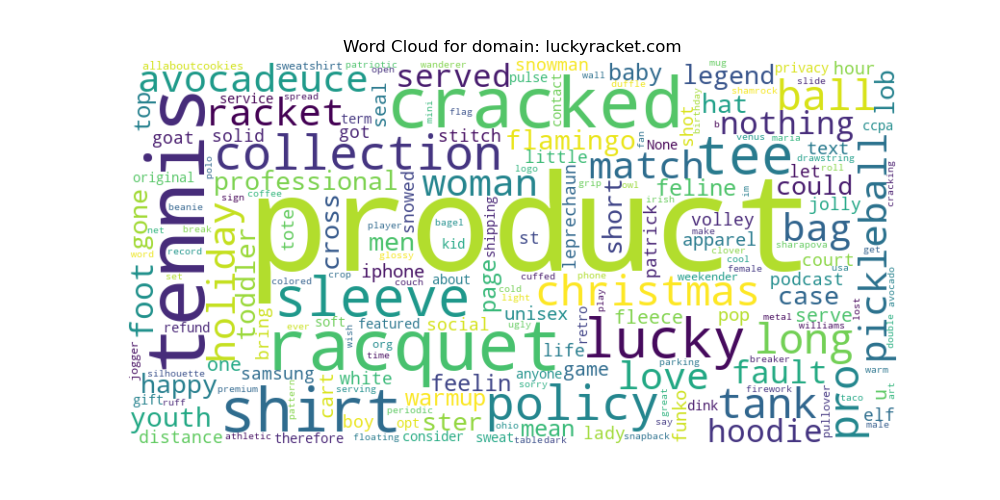 Word Cloud for domain: luckyracket.com
allaboutcookies sweatshirt patriotic open wanderer snowman wall baby mug privacy hour
avocadeuce served pulse contact duffle legend shamrock birthday slide lob
top service spread seal cracked hat ball
tennis racket term mini flag shot nothing ccpa
goat solid got stitch flamingo None b venus maria text
original collection little match tee let drawstring roll
polo professional snowed logo fan grip owl feline could jolly cracking
gone sign coffee woman leprechaun short im
beanie holiday tote cross product bagel irish volley bag pickleball
net break toddler men player kid st patrick apparel make clover sharapova court get
foot record iphone couch shipping cuffed phone cool female usa podcast
word set bring colored crop about page glossy cold light christmas weekender case avocado
refund sleeve unisex retro play fleece pop metal serve lost double
jogger one ever soft featured social racquet ugly lucky williams long
silhouette org time wish life game parking breaker warm
happy samsung white feelin anyone sorry love fault firework taco u art
gift premium pattern serving cart warmup policy funko great tank pro pullover elf
youth ruff shirt boy periodic opt ster ohio dink say hoodie male
distance athletic therefore floating consider sweat tabledark mean lady snapback